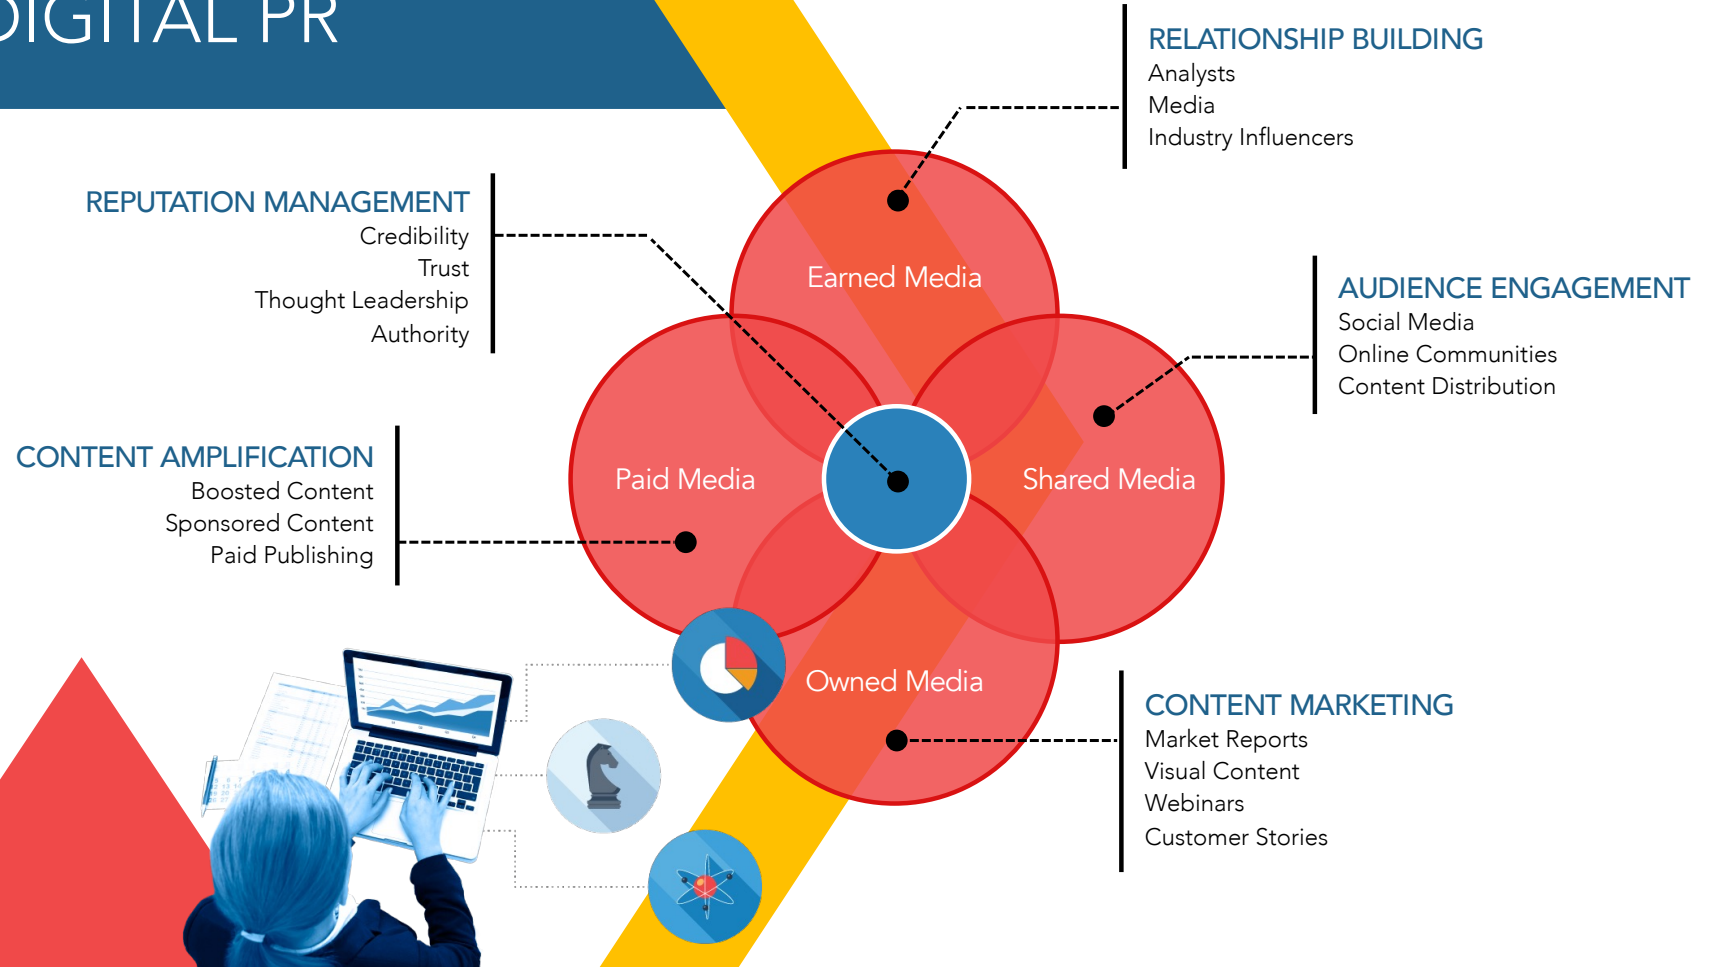 DIGITAL PR
RELATIONSHIP BUILDING
Analysts
Media
Industry Influencers
REPUTATION MANAGEMENT
Credibility
Trust
Thought Leadership
Authority
Earned Media
AUDIENCE ENGAGEMENT
Social Media
Online Communities
Content Distribution
CONTENT AMPLIFICATION
Boosted Content
Sponsored Content
Paid Publishing
Paid Media
Shared Media
Owned Media
CONTENT MARKETING
Market Reports
Visual Content
Webinars
Customer Stories